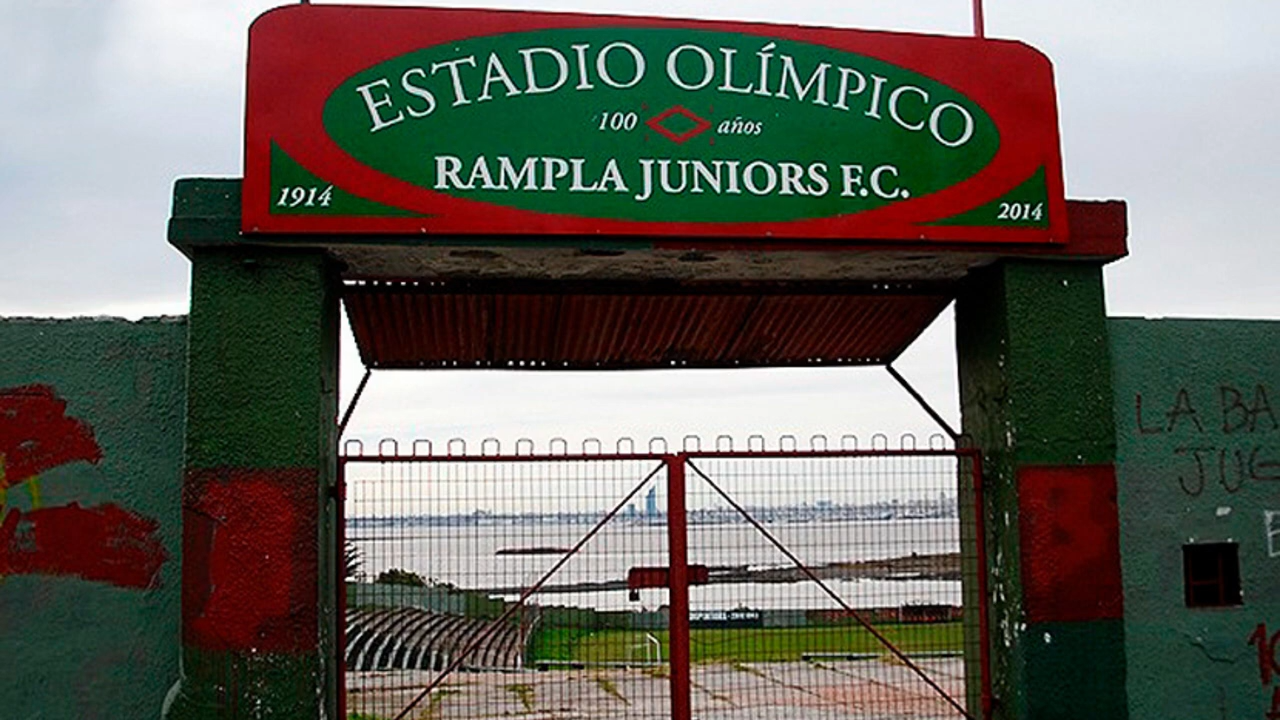 ESTADIO OLÍMPICO
100 años
RAMPLA JUNIORS F.C.
1914
2014
LA BA
JUG